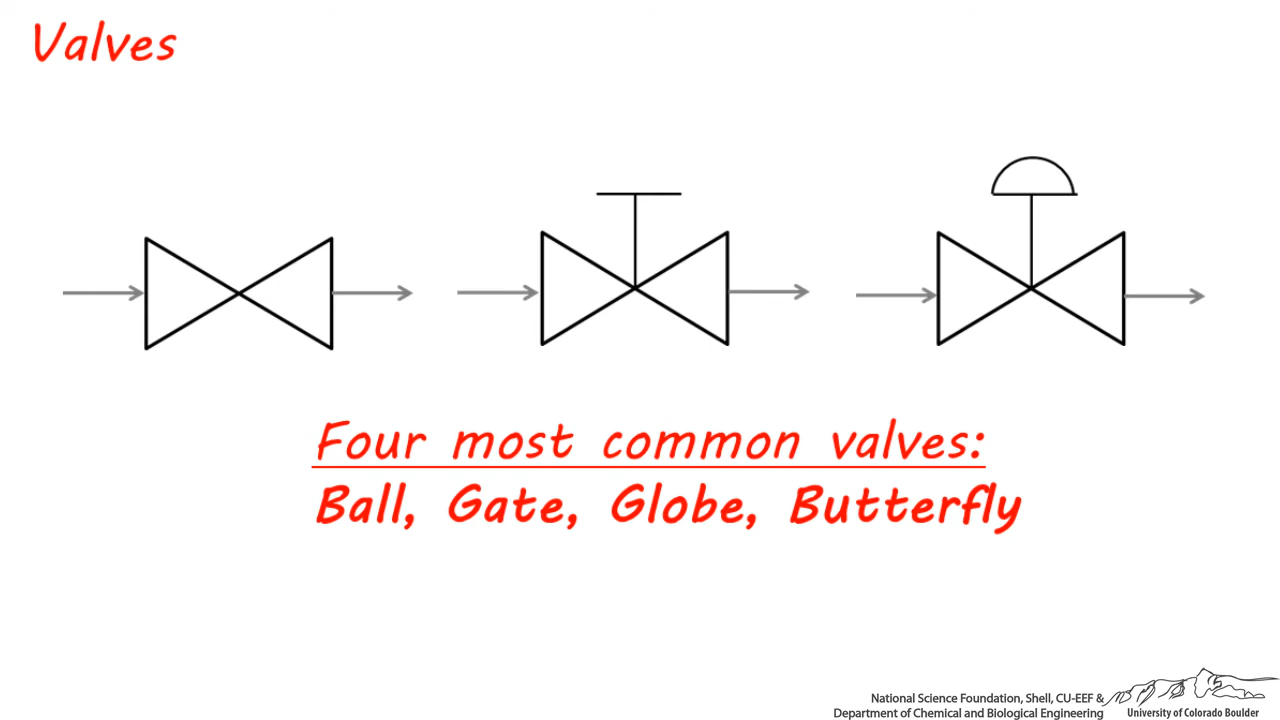 Valves
Four most common valves:
Ball, Gate, Globe, Butterfly
National Science Foundation, Shell, CU-EEF &
Department of Chemical and Biological Engineering
University of Colorado Boulder